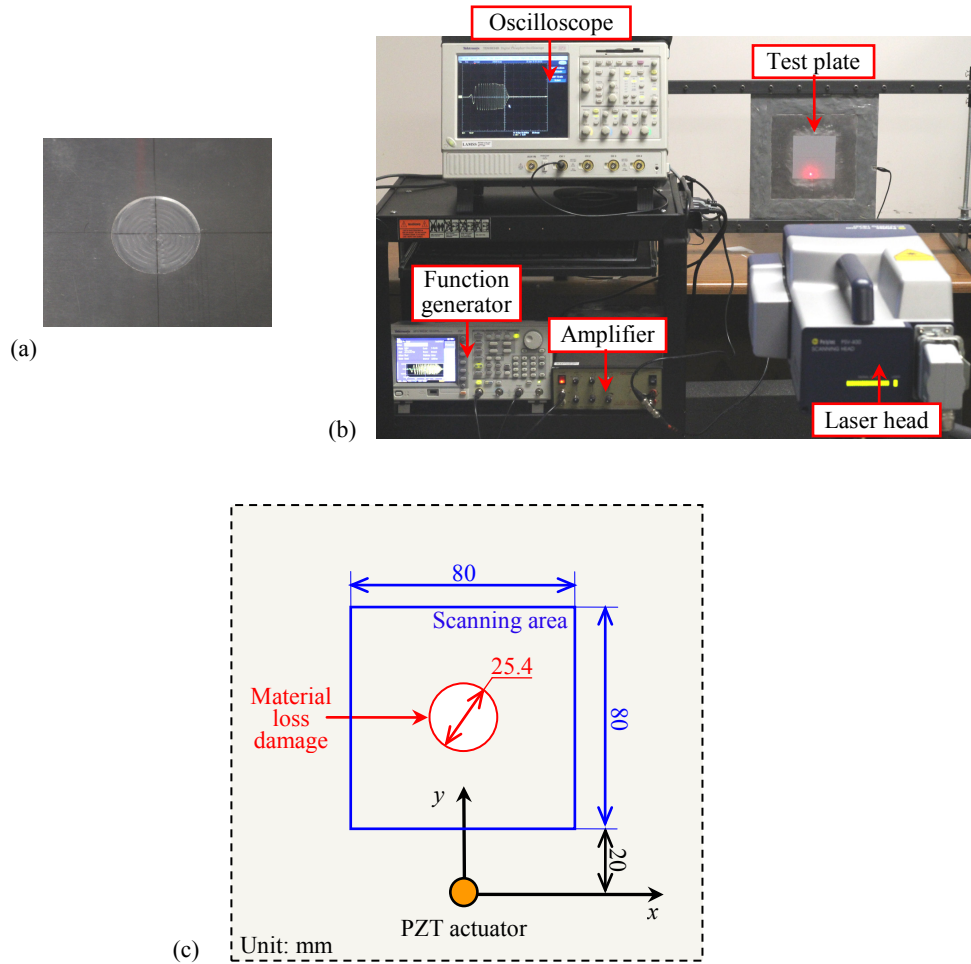 Oscilloscope
Test plate
Function
generator
Amplifier
Laser head
(a)
(b)
80
Scanning area
25.4
Material
loss
damage
80
y
20
x
PZT actuator
Unit: mm
(c)